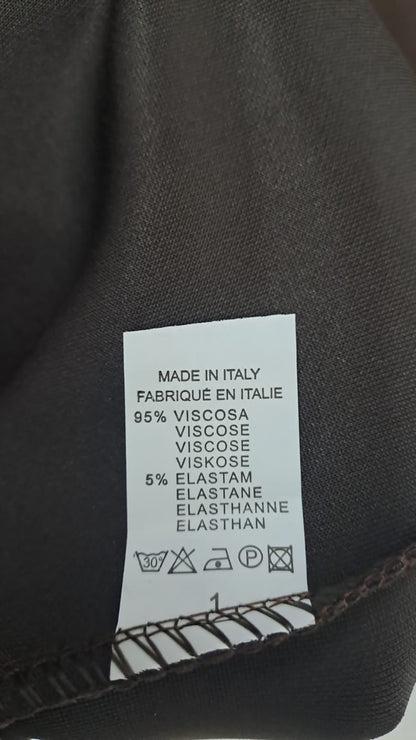 MADE IN ITALY
FABRIQUÉ EN ITALIE
95% VISCOSA
VISCOSE
VISCOSE
VISKOSE
5% ELASTAM
ELASTANE
ELASTHANNE
ELASTHAN
30° P
1